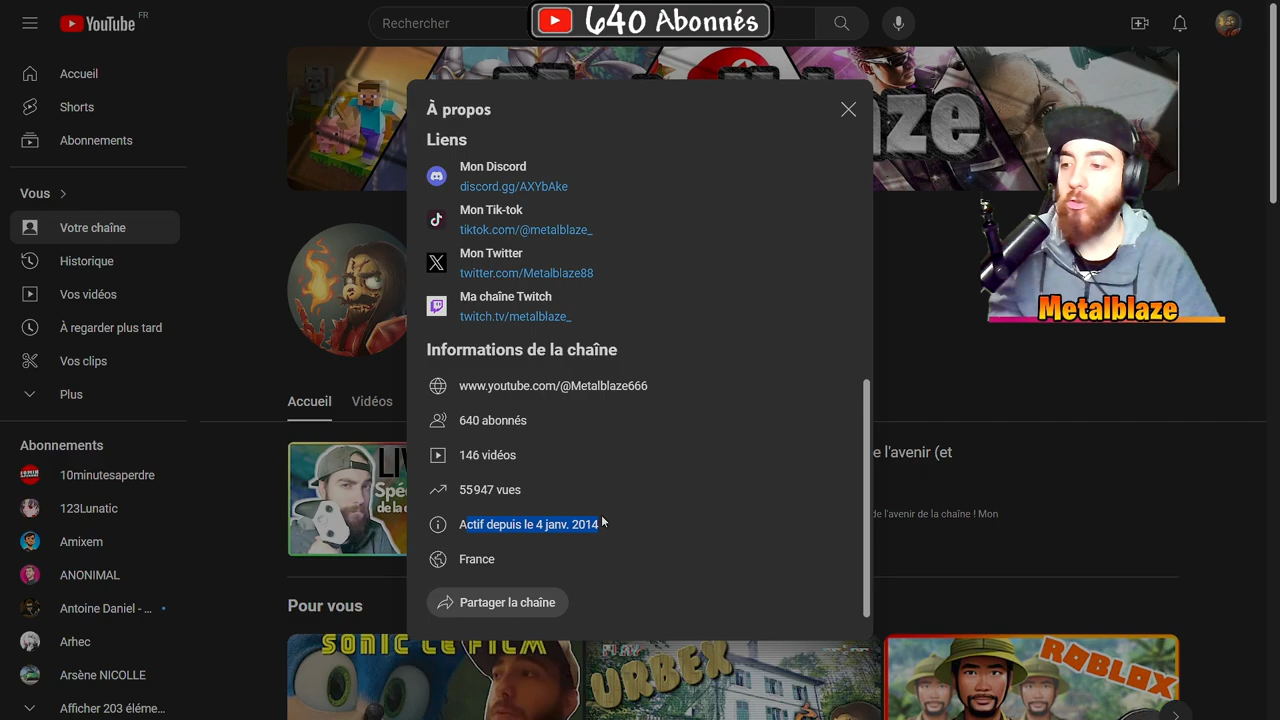 YouTube FR
Rechercher
640 Abonnés
Accueil
Shorts
Abonnements
Vous
Votre chaîne
Historique
Vos vidéos
À regarder plus tard
Vos clips
Plus
Abonnements
10minutesaperdre
123Lunatic
Amixem
ANONIMAL
Antoine Daniel - ...
Arhec
Arsène NICOLLE
Afficher 203 éléme...
À propos
Liens
Mon Discord
discord.gg/AXYbAke
Mon Tik-tok
tiktok.com/@metalblaze_
Mon Twitter
twitter.com/Metalblaze88
Ma chaîne Twitch
twitch.tv/metalblaze_
Informations de la chaîne
www.youtube.com/@Metalblaze666
640 abonnés
146 vidéos
55 947 vues
Actif depuis le 4 janv. 2014
France
Partager la chaîne
Metalblaze
Accueil
Vidéos
LIV
Spéc
de la c
e l'avenir (et
de l'avenir de la chaîne ! Mon
Pour vous
SONIC LE FILM
PLAY
URBEX
ROBLOX